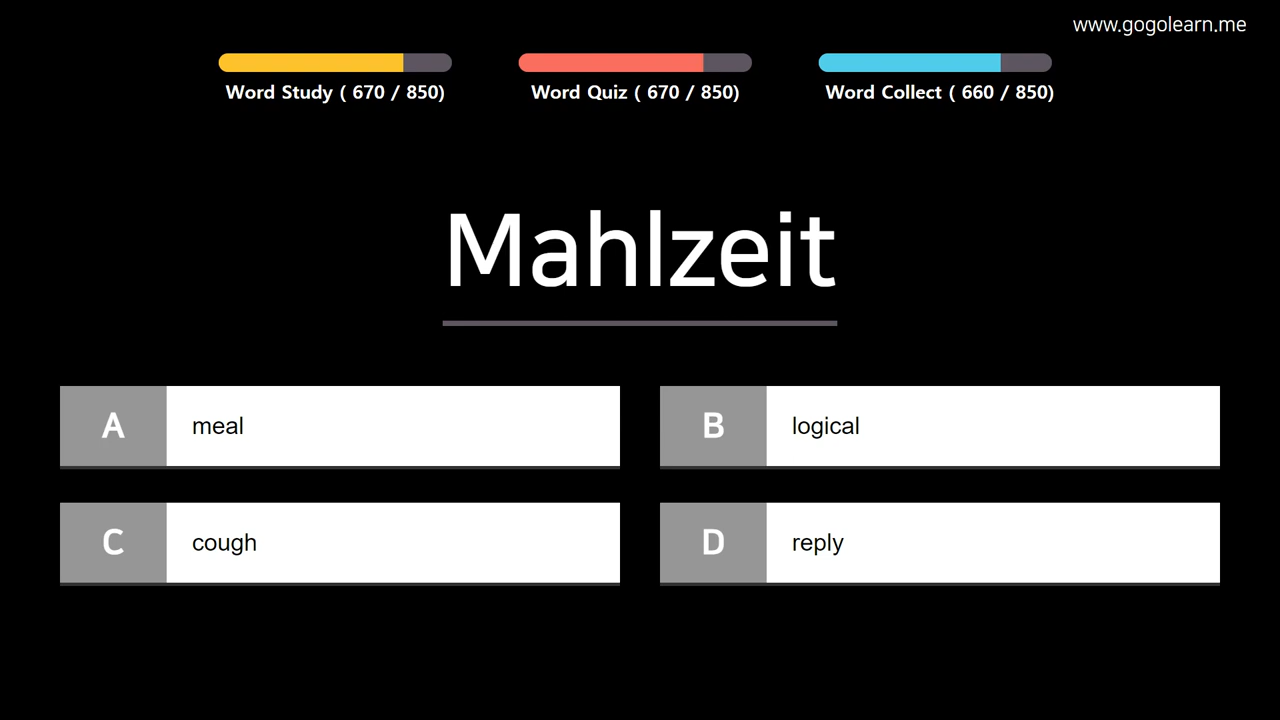 www.gogolearn.me
Word Study ( 670 / 850)
Word Quiz ( 670 / 850)
Word Collect ( 660 / 850)
Mahlzeit
A meal
B logical
C cough
D reply